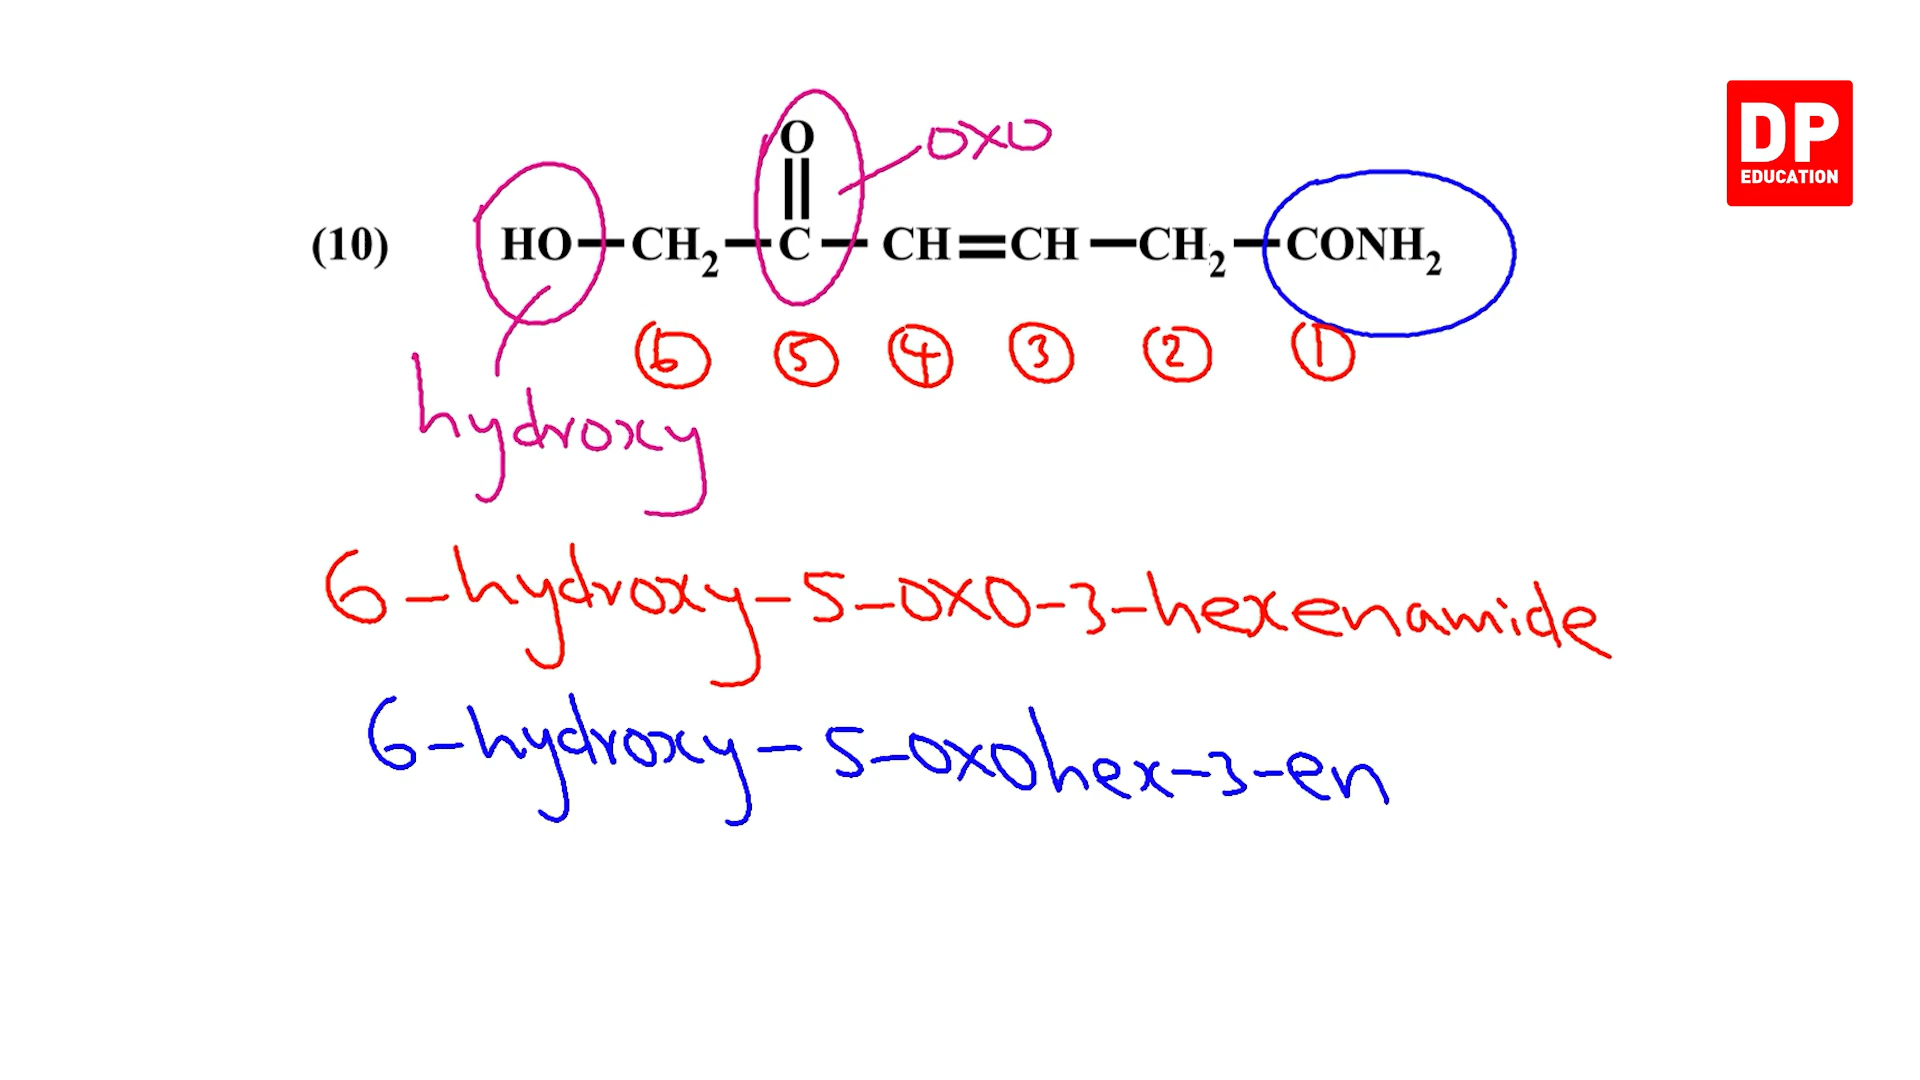 DP
EDUCATION
O
oxo
(10) HO—CH₂—C—CH=CH—CH₂—CONH₂
⑥ ⑤ ④ ③ ② ①
hydroxy
6-hydroxy-5-oxo-3-hexenamide
6-hydroxy-5-oxohex-3-en